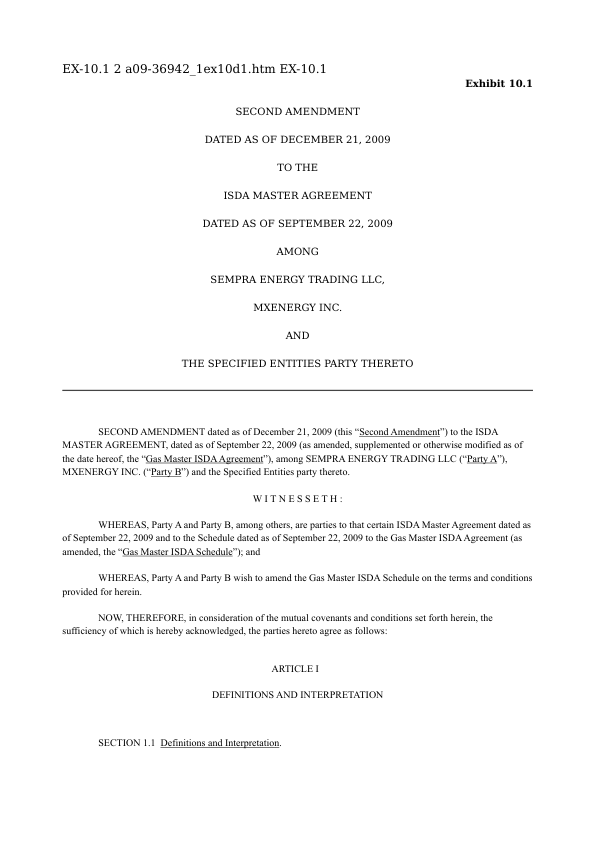 EX-10.1 2 a09-36942_1ex10d1.htm EX-10.1
Exhibit 10.1
SECOND AMENDMENT
DATED AS OF DECEMBER 21, 2009
TO THE
ISDA MASTER AGREEMENT
DATED AS OF SEPTEMBER 22, 2009
AMONG
SEMPRA ENERGY TRADING LLC,
MXENERGY INC.
AND
THE SPECIFIED ENTITIES PARTY THERETO
SECOND AMENDMENT dated as of December 21, 2009 (this “Second Amendment”) to the ISDA
MASTER AGREEMENT, dated as of September 22, 2009 (as amended, supplemented or otherwise modified as of
the date hereof, the “Gas Master ISDA Agreement”), among SEMPRA ENERGY TRADING LLC (“Party A”),
MXENERGY INC. (“Party B”) and the Specified Entities party thereto.
W I T N E S S E T H :
WHEREAS, Party A and Party B, among others, are parties to that certain ISDA Master Agreement dated as
of September 22, 2009 and to the Schedule dated as of September 22, 2009 to the Gas Master ISDA Agreement (as
amended, the “Gas Master ISDA Schedule”); and
WHEREAS, Party A and Party B wish to amend the Gas Master ISDA Schedule on the terms and conditions
provided for herein.
NOW, THEREFORE, in consideration of the mutual covenants and conditions set forth herein, the
sufficiency of which is hereby acknowledged, the parties hereto agree as follows:
ARTICLE I
DEFINITIONS AND INTERPRETATION
SECTION 1.1 Definitions and Interpretation.